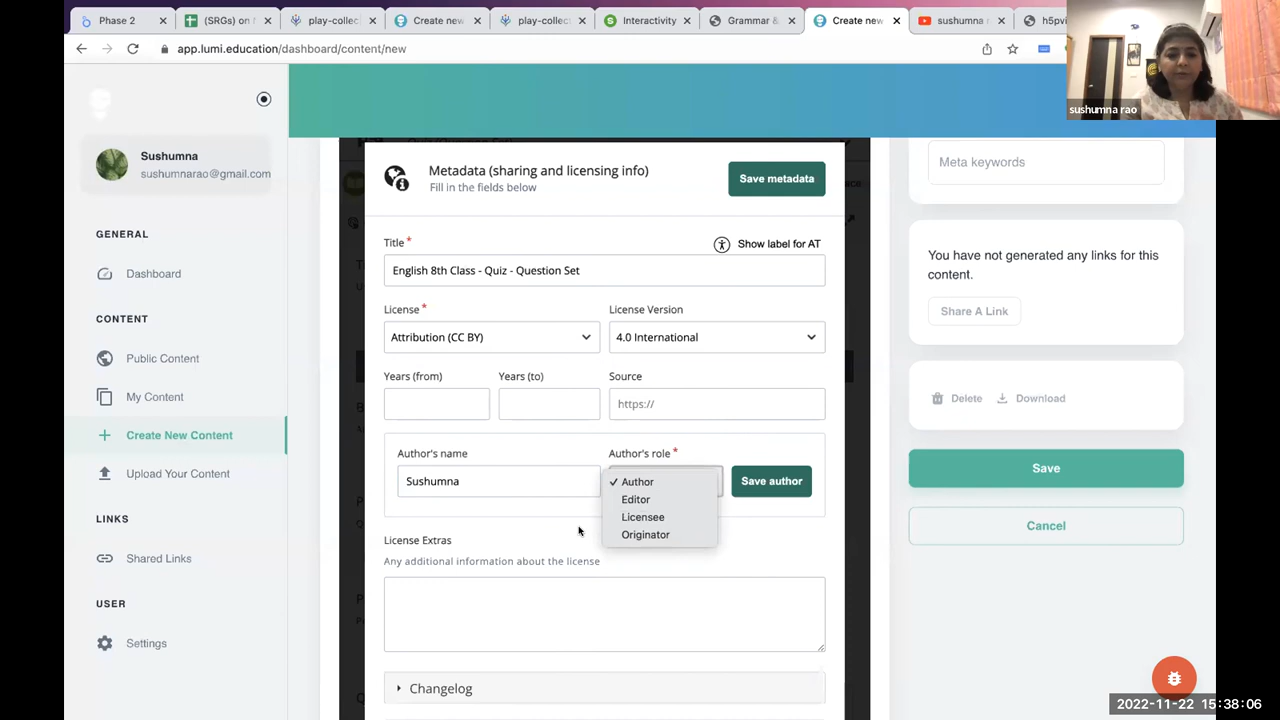 Phase 2
(SRGs) on
play-collec
Create new
play-collec
Interactivity
Grammar &
Create new
sushumna r
h5pvi
app.lumi.education/dashboard/content/new
sushumna rao
Sushumna
sushumnarao@gmail.com
GENERAL
Dashboard
CONTENT
Public Content
My Content
Create New Content
Upload Your Content
LINKS
Shared Links
USER
Settings
Metadata (sharing and licensing info)
Fill in the fields below
Save metadata
Title*
Show label for AT
English 8th Class - Quiz - Question Set
License*
License Version
Attribution (CC BY)
4.0 International
Years (from)
Years (to)
Source
https://
Author's name
Author's role *
Sushumna
Author
Editor
Licensee
Originator
Save author
License Extras
Any additional information about the license
Changelog
Meta keywords
You have not generated any links for this
content.
Share A Link
Delete
Download
Save
Cancel
2022-11-22 15:38:06